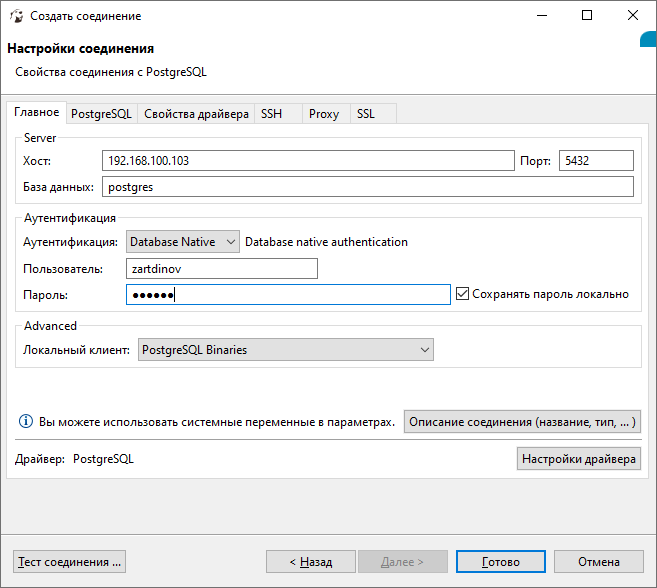 Создать соединение
Настройки соединения
Свойства соединения с PostgreSQL
Главное PostgreSQL Свойства драйвера SSH Proxy SSL
Server
Хост: 192.168.100.103 Порт: 5432
База данных: postgres
Аутентификация
Аутентификация: Database Native Database native authentication
Пользователь: zartdinov
Пароль: ●●●●●● Сохранять пароль локально
Advanced
Локальный клиент: PostgreSQL Binaries
Вы можете использовать системные переменные в параметрах. Описание соединения (название, тип, ... )
Драйвер: PostgreSQL Настройки драйвера
Тест соединения ... < Назад Далее > Готово Отмена